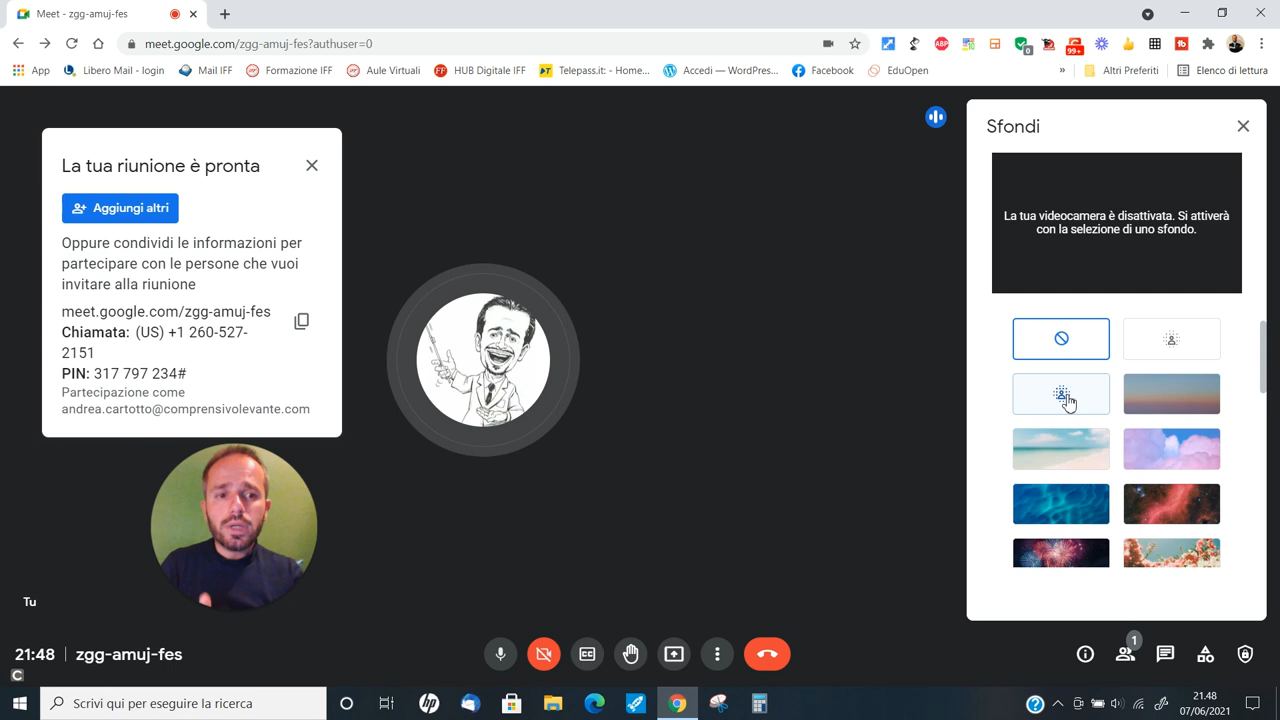 Meet - zgg-amuj-fes
meet.google.com/zgg-amuj-fes?authuser=0
ABP
0
99+
App
Libero Mail - login
Mail IFF
Formazione IFF
Aule Virtuali
HUB Digitale IFF
Telepass.it: - Home...
Accedi — WordPres...
Facebook
EduOpen
»
Altri Preferiti
Elenco di lettura
La tua riunione è pronta
Aggiungi altri
Oppure condividi le informazioni per
partecipare con le persone che vuoi
invitare alla riunione
meet.google.com/zgg-amuj-fes
Chiamata: (US) +1 260-527-
2151
PIN: 317 797 234#
Partecipazione come
andrea.cartotto@comprensivolevante.com
Sfondi
La tua videocamera è disattivata. Si attiverà
con la selezione di uno sfondo.
Tu
21:48 | zgg-amuj-fes
1
Scrivi qui per eseguire la ricerca
21.48
07/06/2021